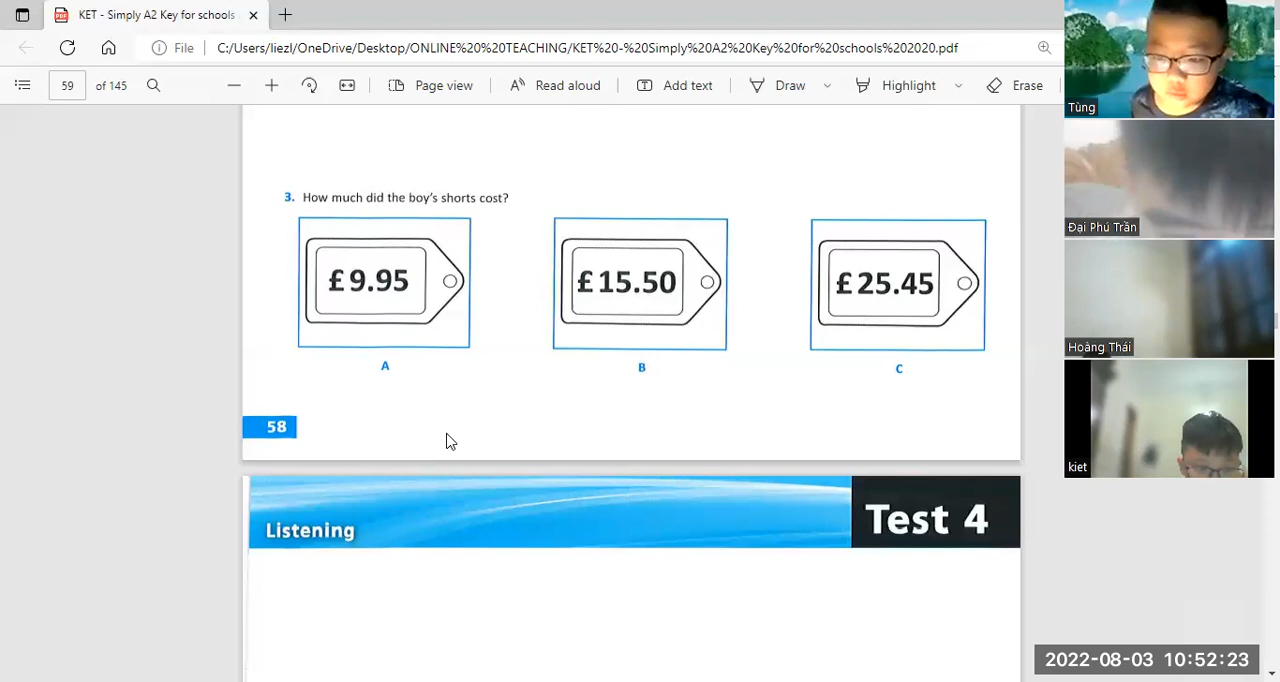 KET - Simply A2 Key for schools
File
C:/Users/liezl/OneDrive/Desktop/ONLINE%20%20TEACHING/KET%20-%20Simply%20A2%20Key%20for%20schools%202020.pdf
59 of 145
Page view
Read aloud
Add text
Draw
Highlight
Erase
Tùng
Đại Phú Trần
Hoàng Thái
kiet
3. How much did the boy's shorts cost?
£9.95
£15.50
£25.45
A
B
C
58
Listening
Test 4
2022-08-03 10:52:23